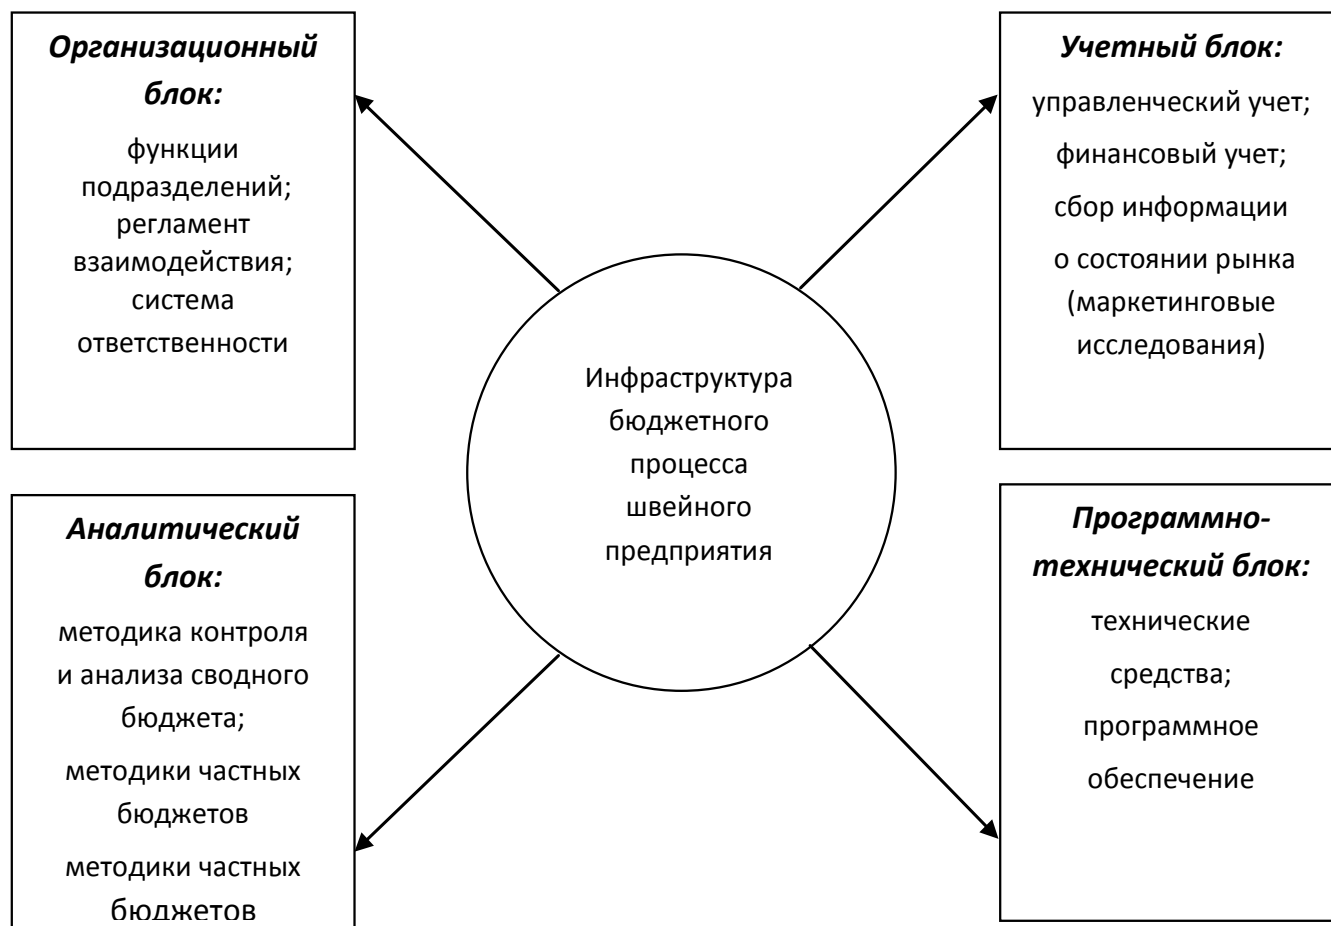 Организационный
блок:
функции
подразделений;
регламент
взаимодействия;
система
ответственности
Учетный блок:
управленческий учет;
финансовый учет;
сбор информации
о состоянии рынка
(маркетинговые
исследования)
Инфраструктура
бюджетного
процесса
швейного
предприятия
Аналитический
блок:
методика контроля
и анализа сводного
бюджета;
методики частных
бюджетов
методики частных
бюджетов
Программно-
технический блок:
технические
средства;
программное
обеспечение